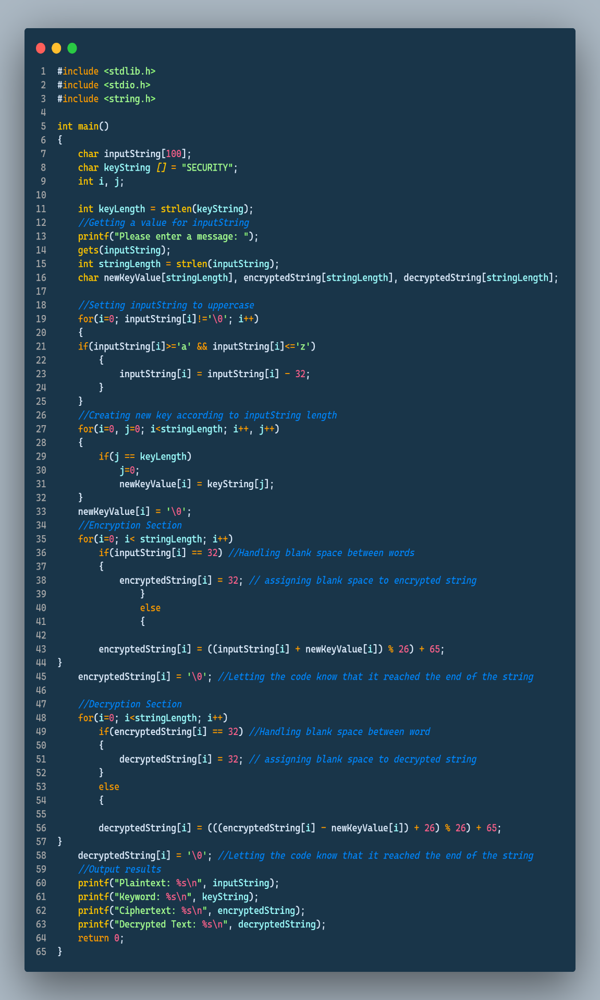 1 #include <stdlib.h>
2 #include <stdio.h>
3 #include <string.h>
4
5 int main()
6 {
7     char inputString[100];
8     char keyString [] = "SECURITY";
9     int i, j;
10
11     int keyLength = strlen(keyString);
12     //Getting a value for inputString
13     printf("Please enter a message: ");
14     gets(inputString);
15     int stringLength = strlen(inputString);
16     char newKeyValue[stringLength], encryptedString[stringLength], decryptedString[stringLength];
17
18     //Setting inputString to uppercase
19     for(i=0; inputString[i]!='\0'; i++)
20     {
21     if(inputString[i]>='a' && inputString[i]<='z')
22         {
23             inputString[i] = inputString[i] - 32;
24         }
25     }
26     //Creating new key according to inputString length
27     for(i=0, j=0; i<stringLength; i++, j++)
28     {
29         if(j == keyLength)
30             j=0;
31             newKeyValue[i] = keyString[j];
32     }
33     newKeyValue[i] = '\0';
34     //Encryption Section
35     for(i=0; i< stringLength; i++)
36         if(inputString[i] == 32) //Handling blank space between words
37         {
38             encryptedString[i] = 32; // assigning blank space to encrypted string
39                 }
40                 else
41                 {
42
43         encryptedString[i] = ((inputString[i] + newKeyValue[i]) % 26) + 65;
44 }
45     encryptedString[i] = '\0'; //Letting the code know that it reached the end of the string
46
47     //Decryption Section
48     for(i=0; i<stringLength; i++)
49         if(encryptedString[i] == 32) //Handling blank space between word
50         {
51             decryptedString[i] = 32; // assigning blank space to decrypted string
52         }
53         else
54         {
55
56         decryptedString[i] = (((encryptedString[i] - newKeyValue[i]) + 26) % 26) + 65;
57 }
58     decryptedString[i] = '\0'; //Letting the code know that it reached the end of the string
59     //Output results
60     printf("Plaintext: %s\n", inputString);
61     printf("Keyword: %s\n", keyString);
62     printf("Ciphertext: %s\n", encryptedString);
63     printf("Decrypted Text: %s\n", decryptedString);
64     return 0;
65 }